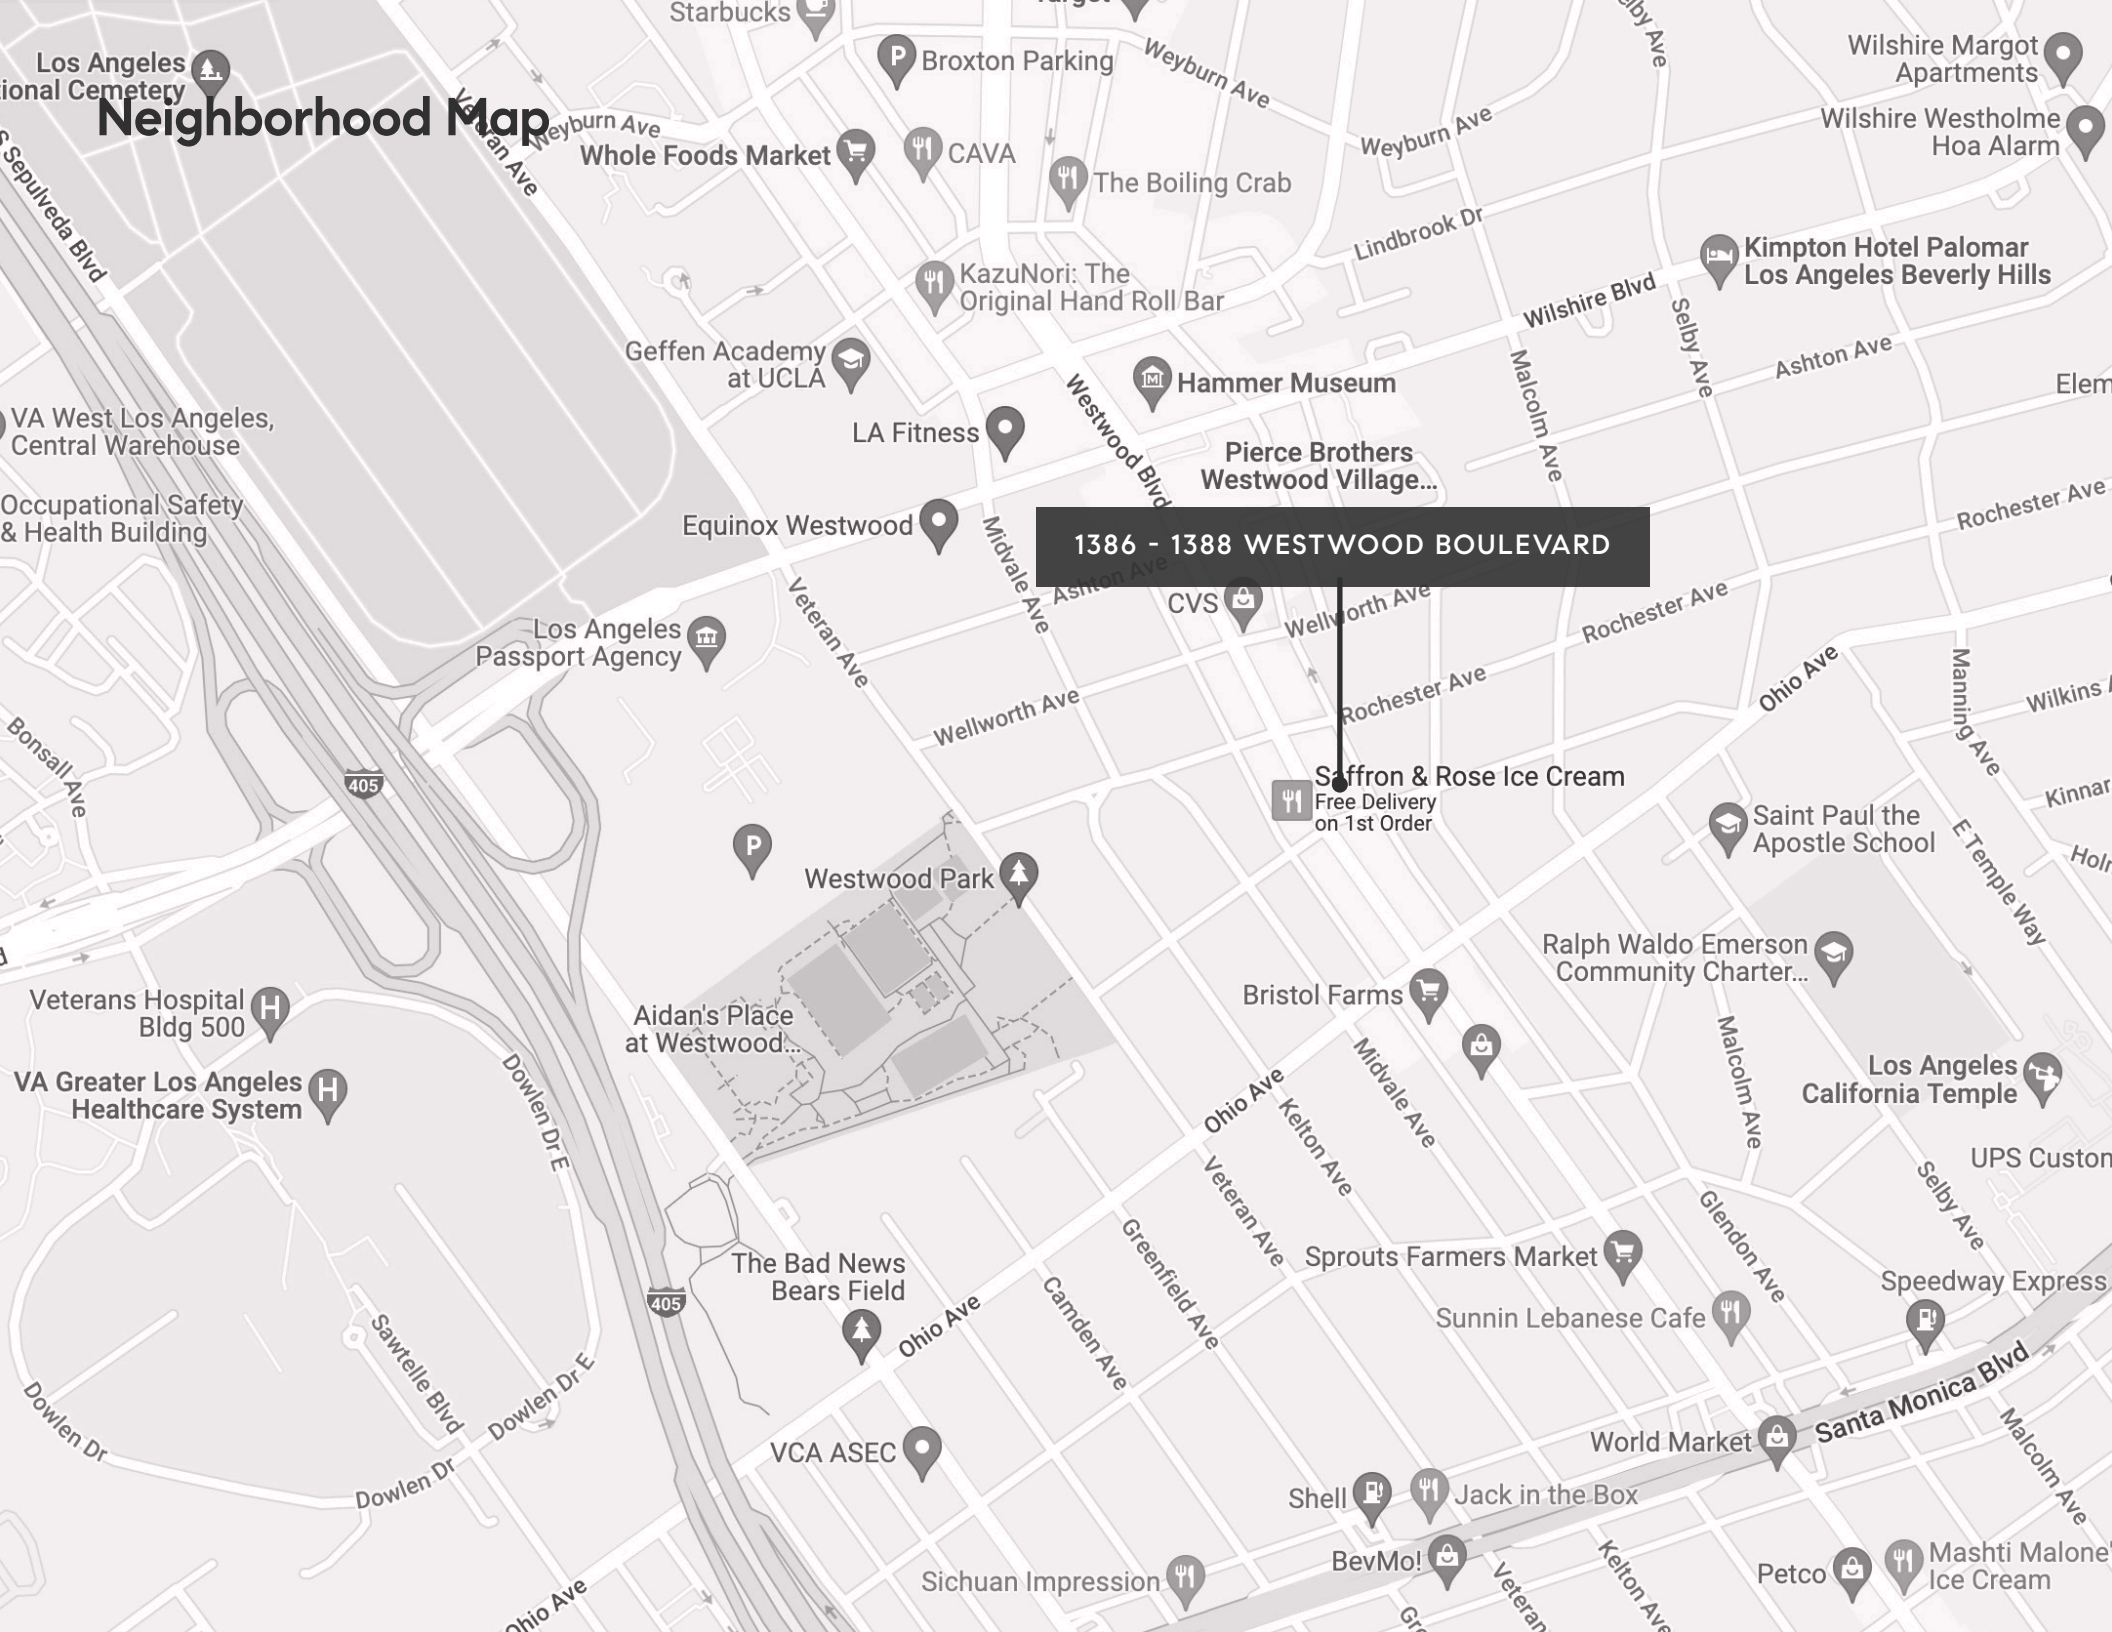 Starbucks
Broxton Parking
Weyburn Ave
Selby Ave
Wilshire Margot
Apartments
Los Angeles
Cemetery
Neighborhood Map
Veteran Ave
Weyburn Ave
Weyburn Ave
Whole Foods Market
CAVA
The Boiling Crab
Wilshire Westholme
Hoa Alarm
S Sepulveda Blvd
Lindbrook Dr
Kimpton Hotel Palomar
Los Angeles Beverly Hills
KazuNori: The
Original Hand Roll Bar
Wilshire Blvd
Selby Ave
Ashton Ave
Geffen Academy
at UCLA
Hammer Museum
Malcolm Ave
Elem
VA West Los Angeles,
Central Warehouse
LA Fitness
Westwood Blvd
Pierce Brothers
Westwood Village...
Occupational Safety
& Health Building
Equinox Westwood
Midvale Ave
1386 - 1388 WESTWOOD BOULEVARD
Rochester Ave
Ashton Ave
CVS
Wellworth Ave
Rochester Ave
Los Angeles
Passport Agency
Veteran Ave
Wellworth Ave
Rochester Ave
Ohio Ave
Manning Ave
Wilkins A
Bonsall Ave
405
Saffron & Rose Ice Cream
Free Delivery
on 1st Order
Kinnar
Saint Paul the
Apostle School
E Temple Way
Holm
P
Westwood Park
Ralph Waldo Emerson
Community Charter...
Veterans Hospital
Bldg 500
Aidan's Place
at Westwood...
Bristol Farms
Malcolm Ave
VA Greater Los Angeles
Healthcare System
Dowlen Dr E
Ohio Ave
Kelton Ave
Midvale Ave
Los Angeles
California Temple
UPS Custom
Veteran Ave
Selby Ave
Glendon Ave
The Bad News
Bears Field
Greenfield Ave
Camden Ave
Sprouts Farmers Market
Speedway Express
405
Ohio Ave
Sunnin Lebanese Cafe
Sawtelle Blvd
Dowlen Dr E
Dowlen Dr
Santa Monica Blvd
Malcolm Ave
VCA ASEC
World Market
Dowlen Dr
Shell
Jack in the Box
BevMo!
Kelton Ave
Petco
Mashti Malone'
Ice Cream
Sichuan Impression
Veteran
Ohio Ave
Gre